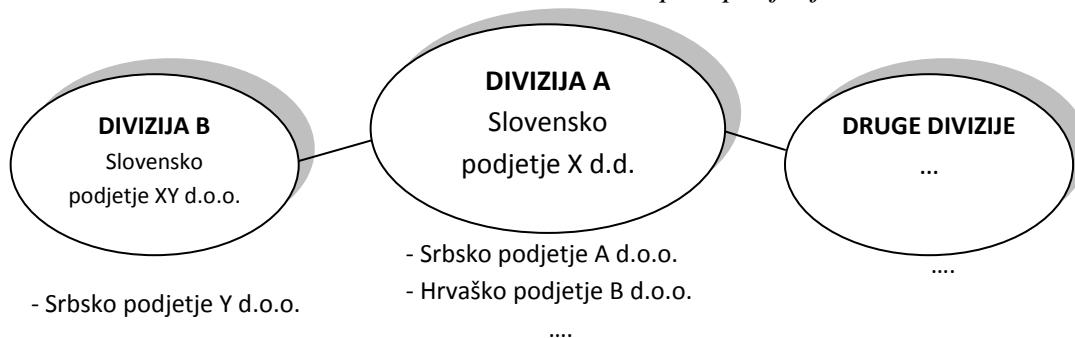 DIVIZIJA B
Slovensko
podjetje XY d.o.o.
- Srbsko podjetje Y d.o.o.
DIVIZIJA A
Slovensko
podjetje X d.d.
- Srbsko podjetje A d.o.o.
- Hrvaško podjetje B d.o.o.
....
DRUGE DIVIZIJE
...
....